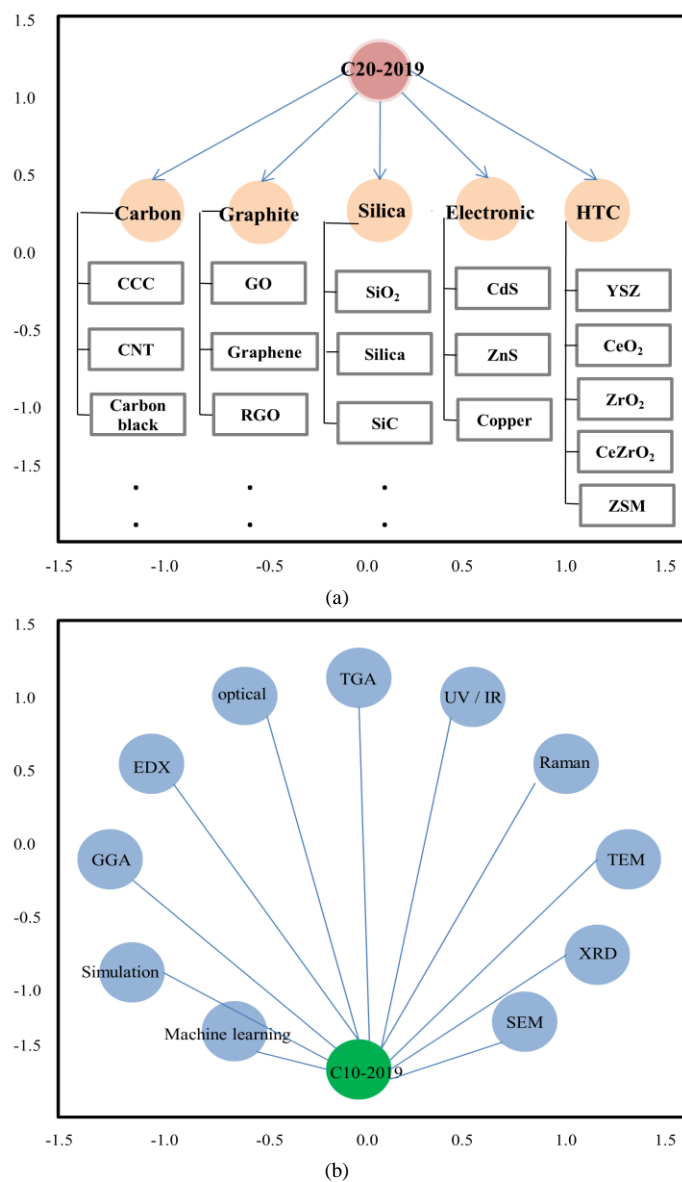 1.5
1.0
0.5
0.0
-0.5
-1.0
-1.5
C20-2019
Carbon
Graphite
Silica
Electronic
HTC
CCC
GO
SiO₂
CdS
YSZ
CNT
Graphene
Silica
ZnS
CeO₂
Carbon
black
RGO
SiC
Copper
ZrO₂
CeZrO₂
ZSM
-1.5 -1.0 -0.5 0.0 0.5 1.0 1.5
(a)
1.5
1.0
0.5
0.0
-0.5
-1.0
-1.5
TGA
optical
UV / IR
EDX
Raman
GGA
TEM
Simulation
XRD
Machine learning
SEM
C10-2019
-1.5 -1.0 -0.5 0.0 0.5 1.0 1.5
(b)